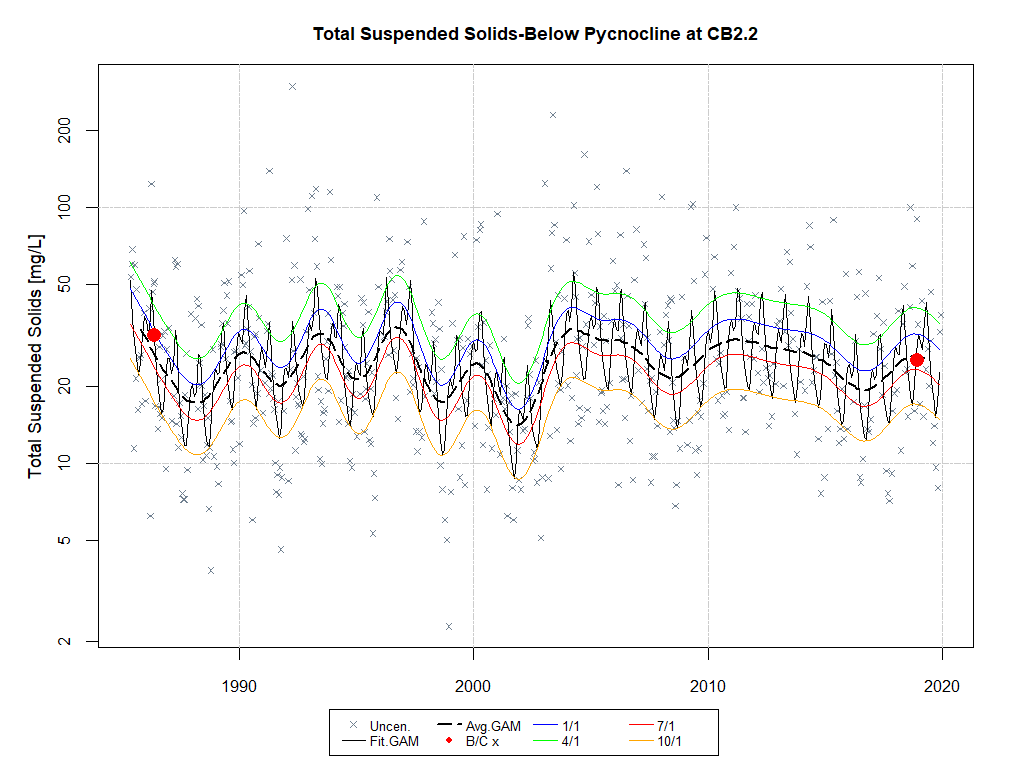 Total Suspended Solids-Below Pycnocline at CB2.2
Total Suspended Solids [mg/L]
200
100
50
20
10
5
2
1990 2000 2010 2020
Uncen. Avg.GAM 1/1 7/1
Fit.GAM B/C x 4/1 10/1